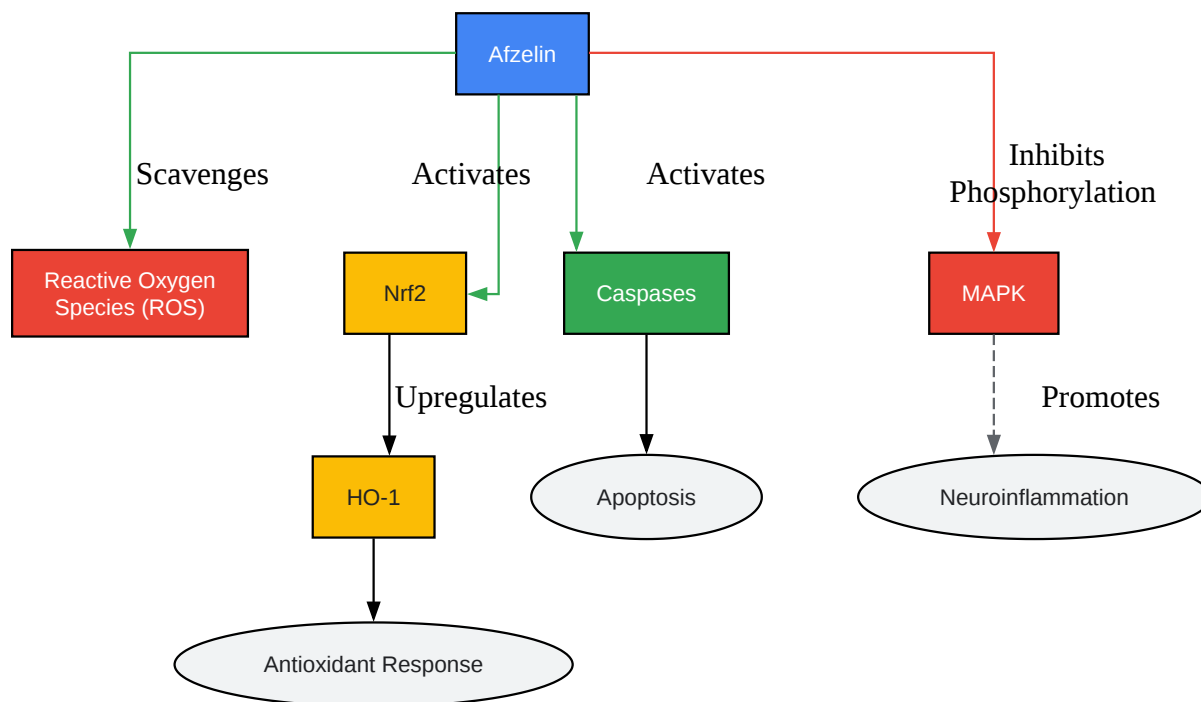 Afzelin
Scavenges
Activates
Activates
Inhibits
Phosphorylation
Reactive Oxygen
Species (ROS)
Nrf2
Caspases
MAPK
Upregulates
Promotes
HO-1
Apoptosis
Neuroinflammation
Antioxidant Response